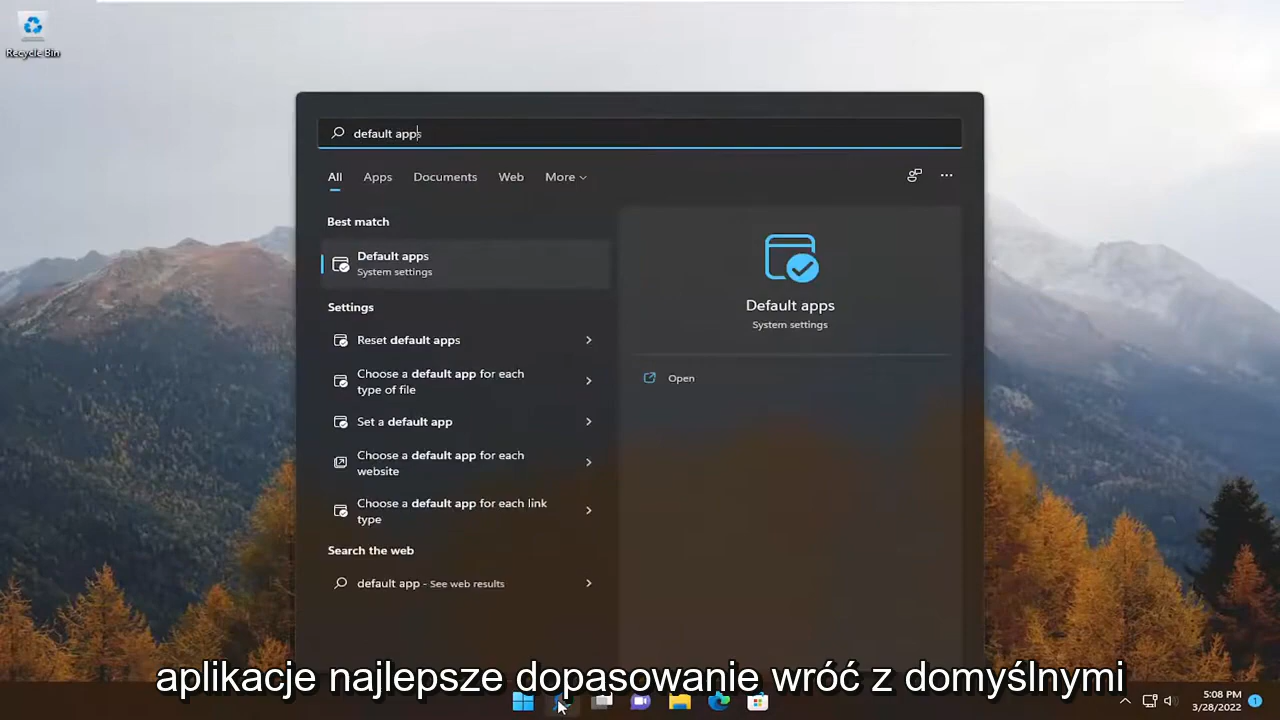 Recycle Bin
default apps
All Apps Documents Web More
Best match
Default apps
System settings
Settings
Reset default apps
Choose a default app for each
type of file
Set a default app
Choose a default app for each
website
Choose a default app for each link
type
Search the web
default app - See web results
Default apps
System settings
Open
aplikacje najlepsze dopasowanie wróć z domyślnymi
5:08 PM
3/28/2022
1